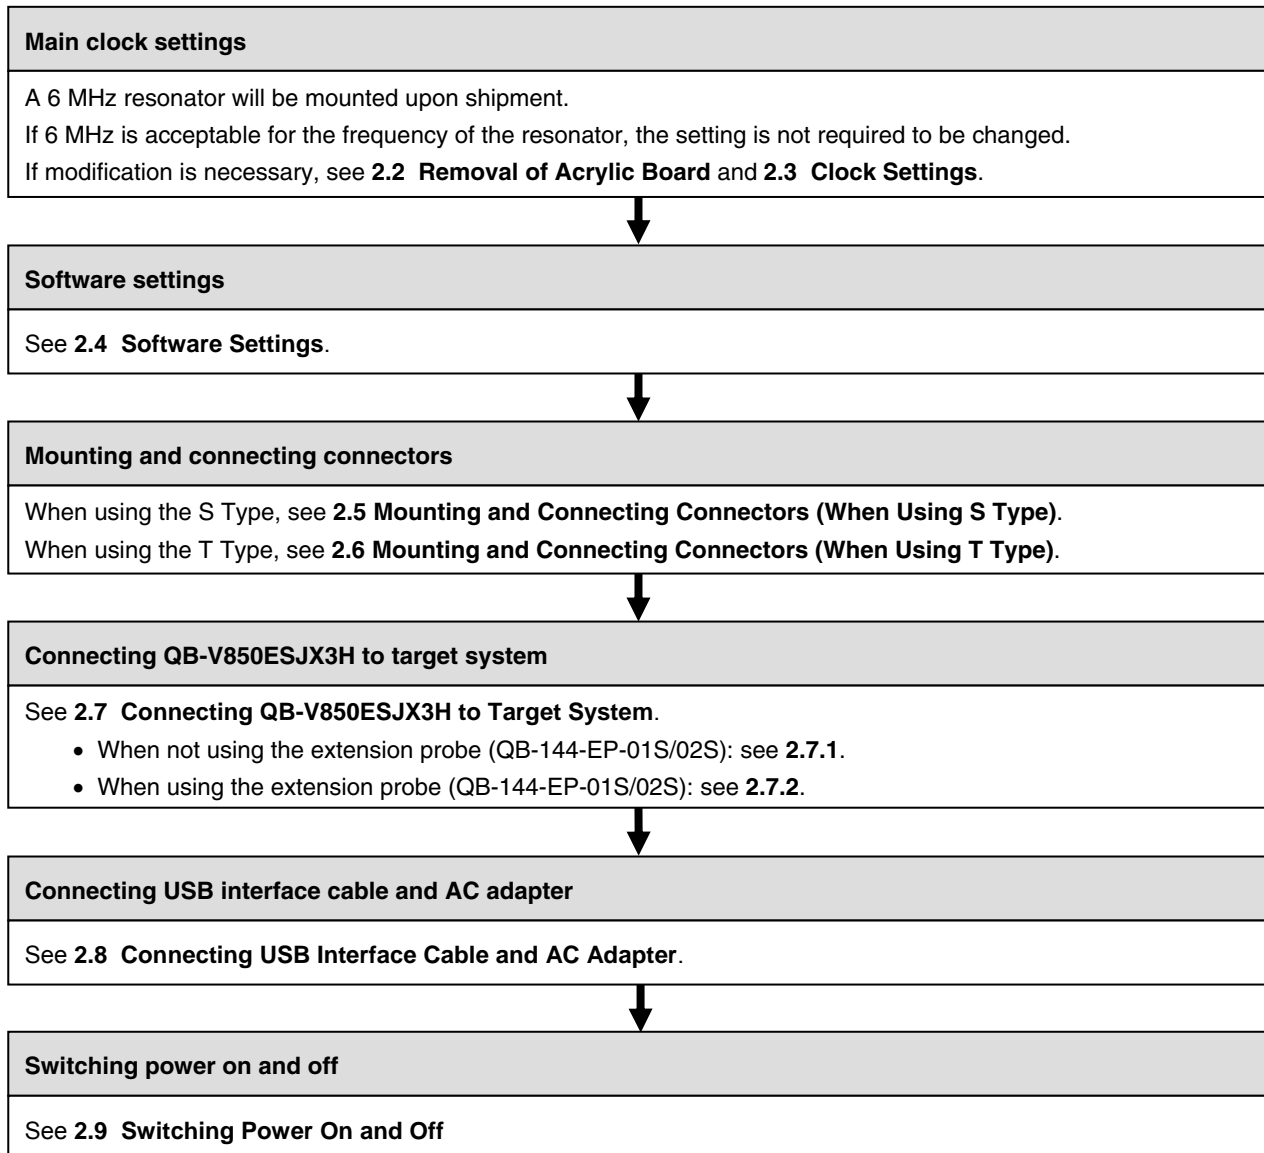 Main clock settings
A 6 MHz resonator will be mounted upon shipment.
If 6 MHz is acceptable for the frequency of the resonator, the setting is not required to be changed.
If modification is necessary, see 2.2 Removal of Acrylic Board and 2.3 Clock Settings.
Software settings
See 2.4 Software Settings.
Mounting and connecting connectors
When using the S Type, see 2.5 Mounting and Connecting Connectors (When Using S Type).
When using the T Type, see 2.6 Mounting and Connecting Connectors (When Using T Type).
Connecting QB-V850ESJX3H to target system
See 2.7 Connecting QB-V850ESJX3H to Target System.
• When not using the extension probe (QB-144-EP-01S/02S): see 2.7.1.
• When using the extension probe (QB-144-EP-01S/02S): see 2.7.2.
Connecting USB interface cable and AC adapter
See 2.8 Connecting USB Interface Cable and AC Adapter.
Switching power on and off
See 2.9 Switching Power On and Off